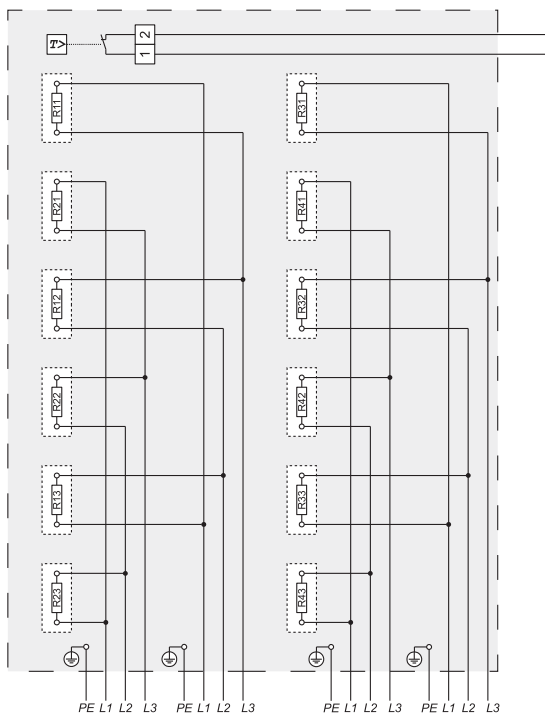 T>
1 2
R11 R31
R21 R41
R12 R32
R22 R42
R13 R33
R23 R43
PE L1 L2 L3 PE L1 L2 L3 PE L1 L2 L3 PE L1 L2 L3